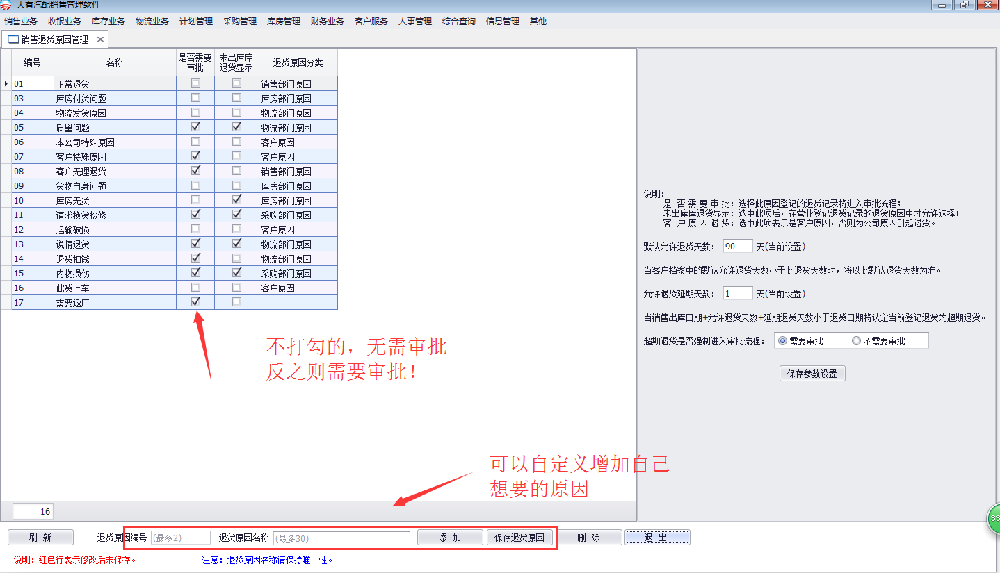 大有汽配销售管理软件
销售业务 收银业务 库存业务 物流业务 计划管理 采购管理 库房管理 财务业务 客户服务 人事管理 综合查询 信息管理 其他
销售退货原因管理
编号 名称 是否需要审批 未出库库退货显示 退货原因分类
01 正常退货 销售部门原因
03 库房付货问题 库房部门原因
04 物流发货原因 物流部门原因
05 质量问题 物流部门原因
06 本公司特殊原因 客户原因
07 客户特殊原因 客户原因
08 客户无理退货 销售部门原因
09 货物自身问题 库房部门原因
10 库房无货 库房部门原因
11 请求换货检修 采购部门原因
12 运输破损 客户原因
13 说情退货 物流部门原因
14 退货扣钱 物流部门原因
15 内物损伤 采购部门原因
16 此货上车 客户原因
17 需要返厂
不打勾的，无需审批
反之则需要审批！
可以自定义增加自己
想要的原因
16
说明：
是 否 需 要 审 批：选择此原因登记的退货记录将进入审批流程；
未出库库退货显示：选中此项后，在营业登记退货记录的退货原因中才允许选择；
客 户 原 因 退 货：选中此项表示是客户原因，否则为公司原因引起退货。
默认允许退货天数： 90 天(当前设置)
当客户档案中的默认允许退货天数小于此退货天数时，将以此默认退货天数为准。
允许退货延期天数： 1 天(当前设置)
当销售出库日期+允许退货天数+延期退货天数小于退货日期将认定当前登记退货为超期退货。
超期退货是否强制进入审批流程： 需要审批 不需要审批
保存参数设置
33
刷 新 退货原因编号 (最多2) 退货原因名称 (最多30) 添 加 保存退货原因 删 除 退 出
说明：红色行表示修改后未保存。 注意：退货原因名称请保持唯一性。